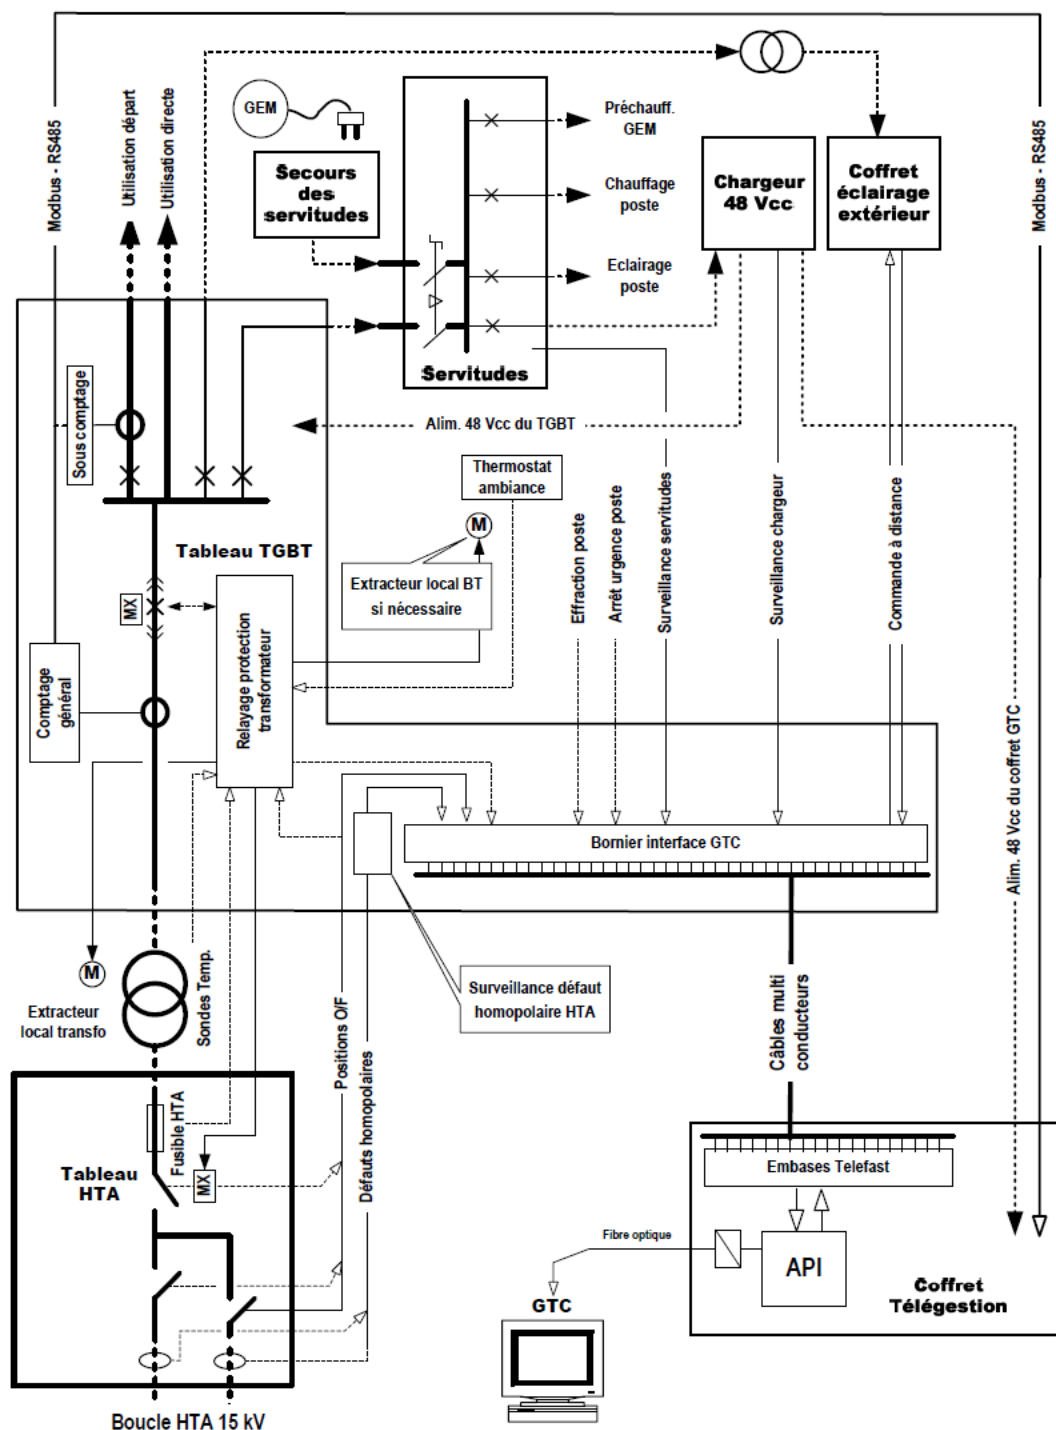 GEM
Préchauff.
GEM
Modbus - RS485
Utilisation départ
Utilisation directe
Secours
des
servitudes
Chauffage
poste
Chargeur
48 Vcc
Coffret
éclairage
extérieur
Modbus - RS485
Eclairage
poste
Servitudes
Sous comptage
Alim. 48 Vcc du TGBT
Thermostat
ambiance
M
Tableau TGBT
Extracteur local BT
si nécessaire
Effraction poste
Arrêt urgence poste
Surveillance servitudes
Surveillance chargeur
Commande à distance
MX
Relayage protection
transformateur
Comptage
général
Alim. 48 Vcc du coffret GTC
Bornier interface GTC
M
Extracteur
local transfo
Sondes Temp.
Surveillance défaut
homopolaire HTA
Câbles multi
conducteurs
Positions O/F
Défauts homopolaires
Fusible HTA
Tableau
HTA
MX
Embases Telefast
Fibre optique
API
GTC
Coffret
Télégestion
Boucle HTA 15 kV